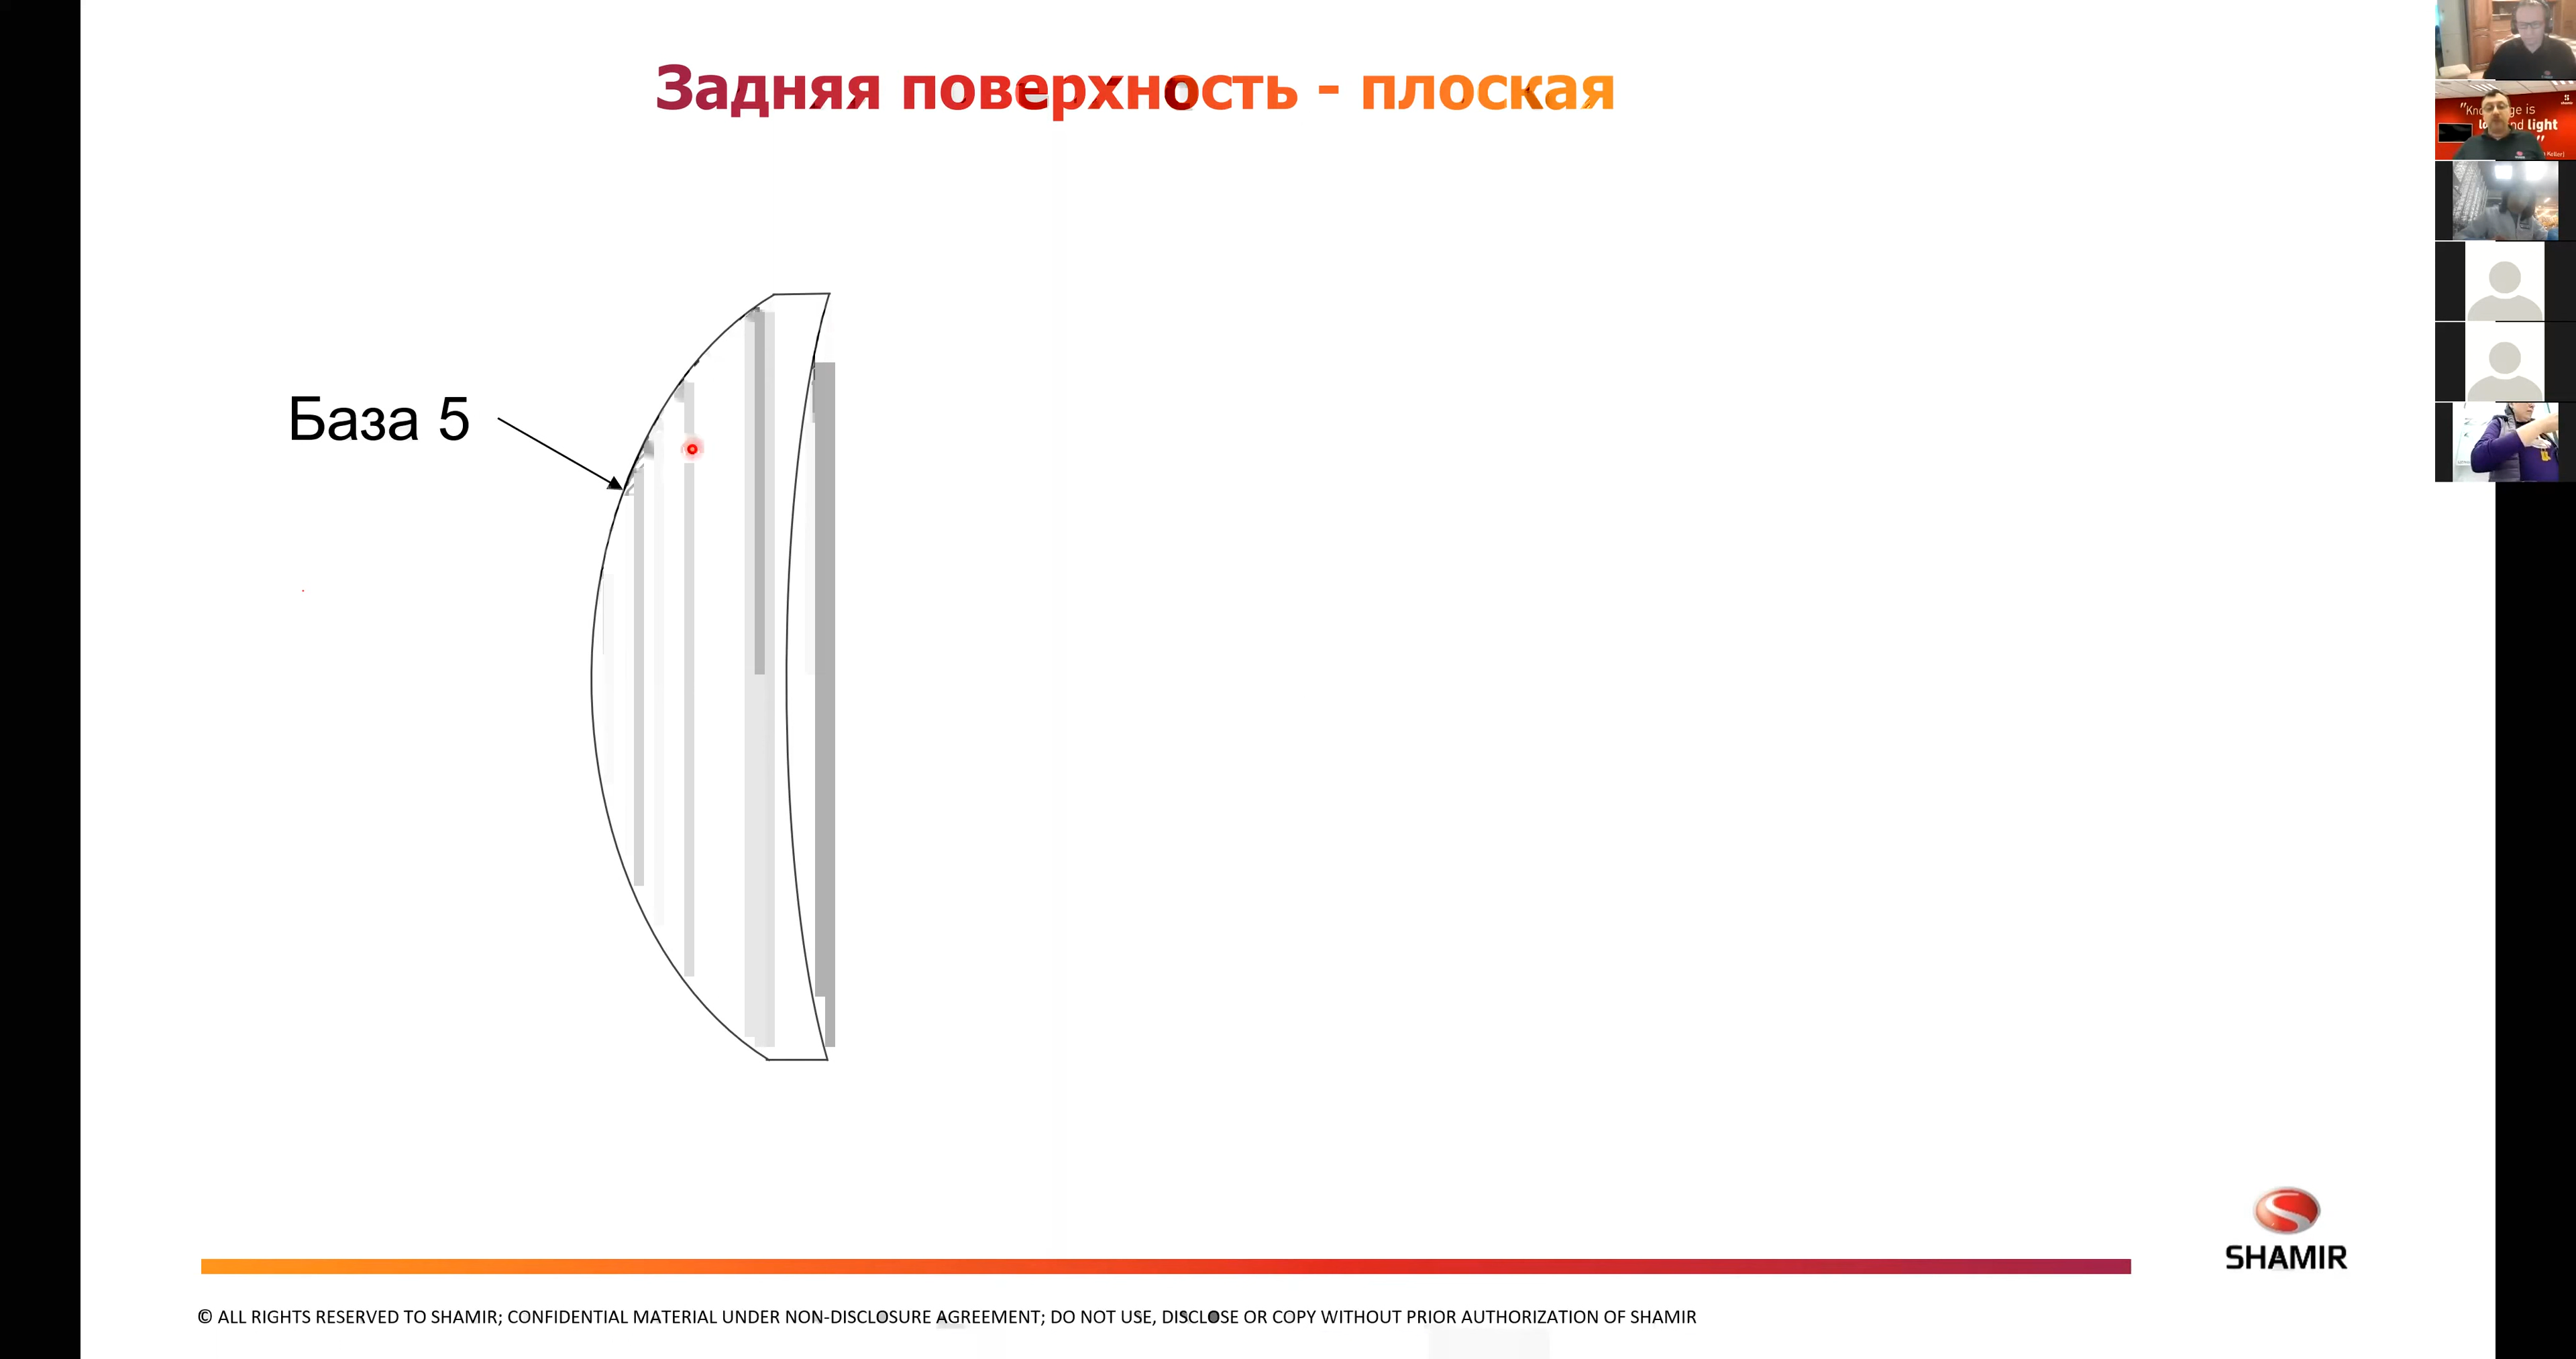 Задняя поверхность - плоская
База 5
SHAMIR
© ALL RIGHTS RESERVED TO SHAMIR; CONFIDENTIAL MATERIAL UNDER NON-DISCLOSURE AGREEMENT; DO NOT USE, DISCLOSE OR COPY WITHOUT PRIOR AUTHORIZATION OF SHAMIR
light